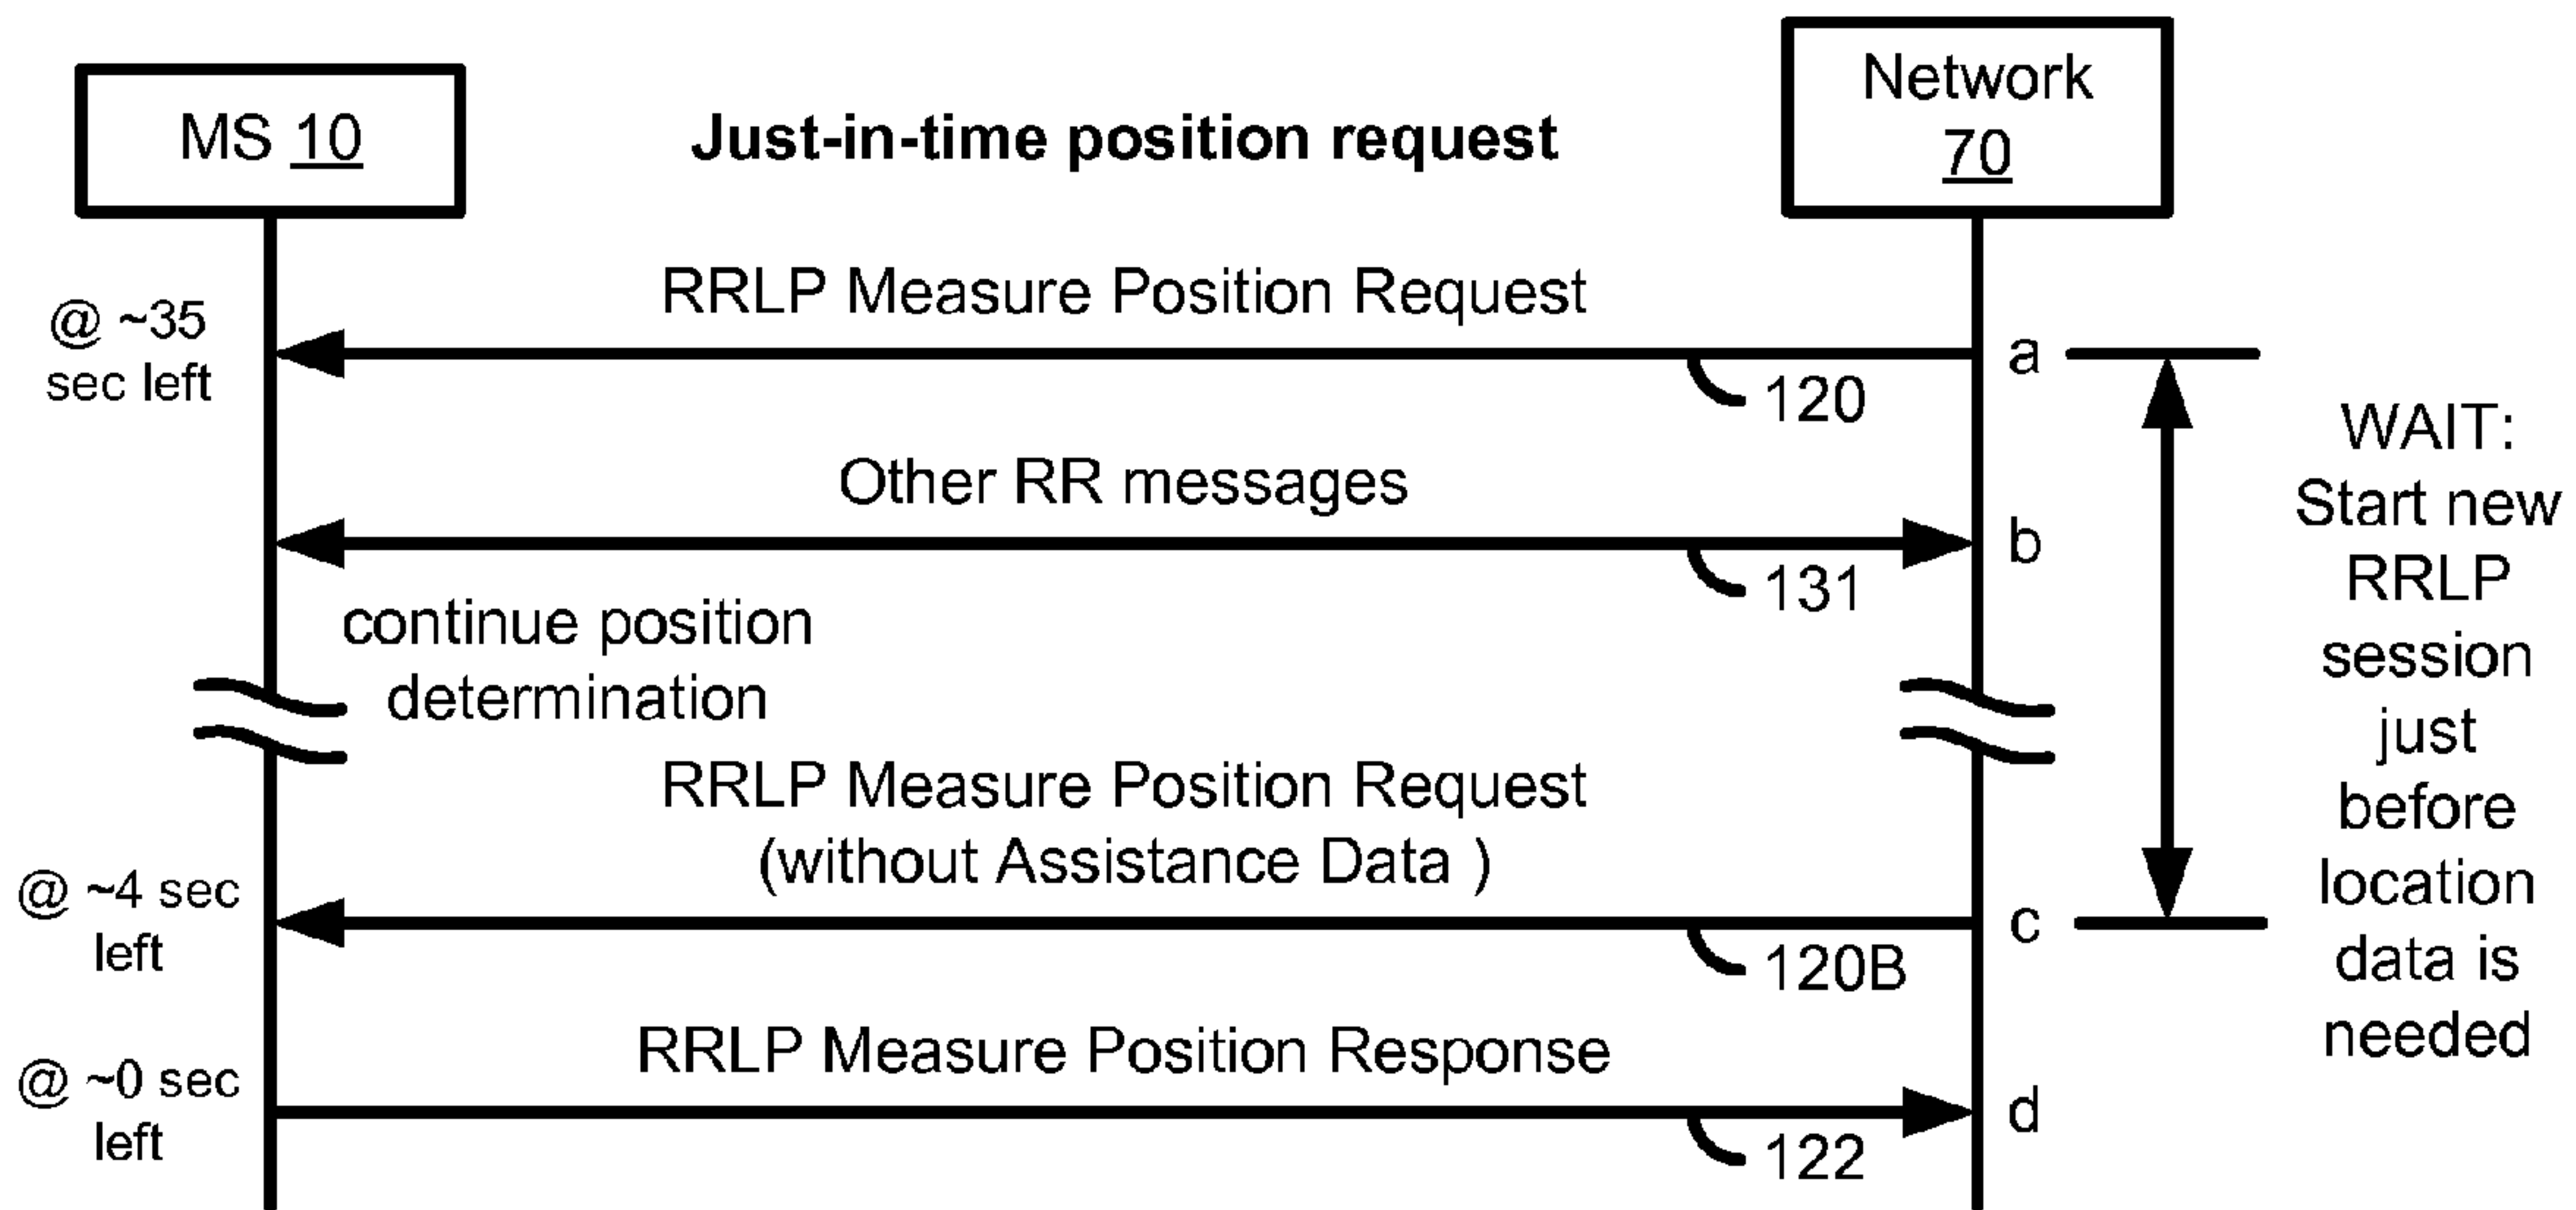 MS 10
Just-in-time position request
Network
70
RRLP Measure Position Request
@ ~35
sec left
a
120
Other RR messages
b
131
continue position
determination
RRLP Measure Position Request
(without Assistance Data )
@ ~4 sec
left
c
120B
RRLP Measure Position Response
@ ~0 sec
left
d
122
WAIT:
Start new
RRLP
session
just
before
location
data is
needed